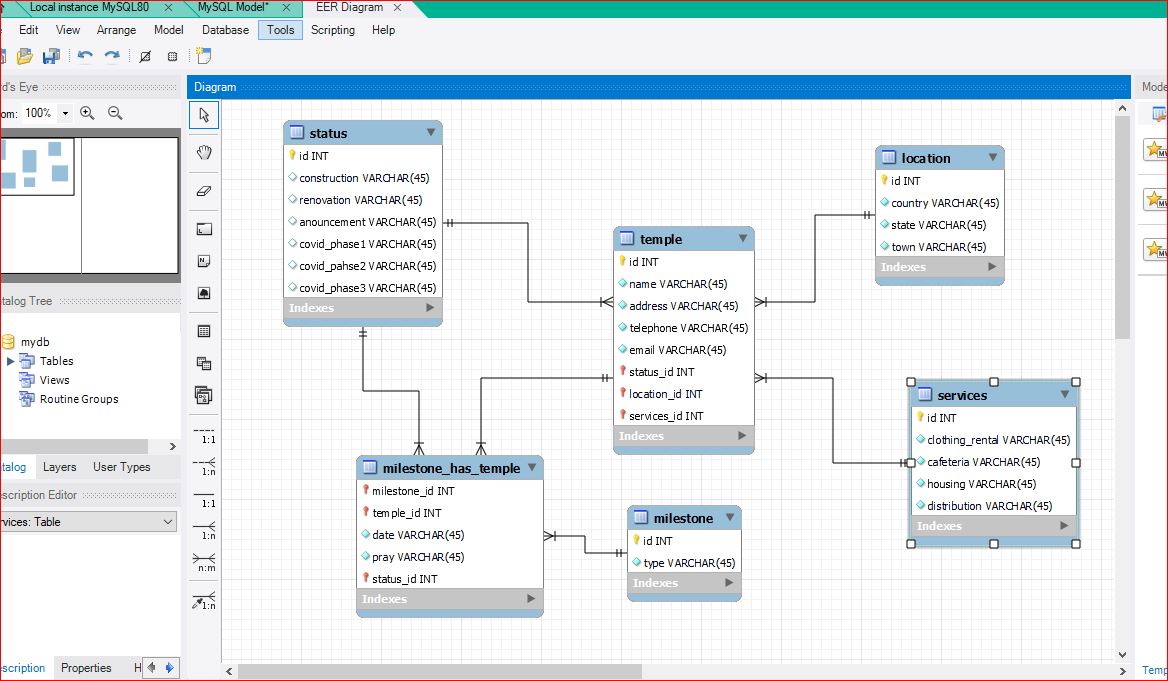 Local instance MySQL80 × MySQL Model* × EER Diagram ×
Edit View Arrange Model Database Tools Scripting Help
d's Eye
om: 100%
Diagram
Mode
status
id INT
construction VARCHAR(45)
renovation VARCHAR(45)
anouncement VARCHAR(45)
covid_phase1 VARCHAR(45)
covid_pahse2 VARCHAR(45)
covid_phase3 VARCHAR(45)
Indexes
location
id INT
country VARCHAR(45)
state VARCHAR(45)
town VARCHAR(45)
Indexes
temple
id INT
name VARCHAR(45)
address VARCHAR(45)
telephone VARCHAR(45)
email VARCHAR(45)
status_id INT
location_id INT
services_id INT
Indexes
services
id INT
clothing_rental VARCHAR(45)
cafeteria VARCHAR(45)
housing VARCHAR(45)
distribution VARCHAR(45)
Indexes
milestone_has_temple
milestone_id INT
temple_id INT
date VARCHAR(45)
pray VARCHAR(45)
status_id INT
Indexes
milestone
id INT
type VARCHAR(45)
Indexes
atalog Tree
mydb
Tables
Views
Routine Groups
talog Layers User Types
scription Editor
vices: Table
1:1
1:n
1:1
1:n
n:m
1:n
scription Properties H
Temp